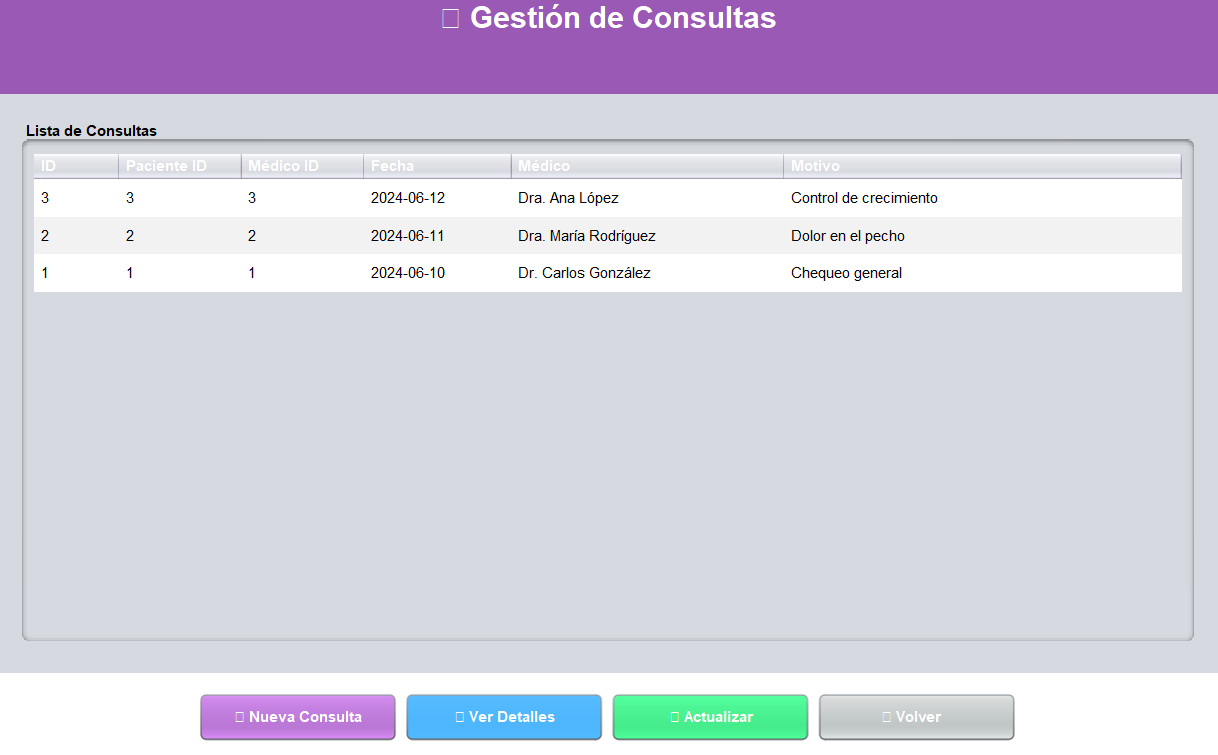 Gestión de Consultas
Lista de Consultas
ID Paciente ID Médico ID Fecha Médico Motivo
3 3 3 2024-06-12 Dra. Ana López Control de crecimiento
2 2 2 2024-06-11 Dra. María Rodríguez Dolor en el pecho
1 1 1 2024-06-10 Dr. Carlos González Chequeo general
Nueva Consulta Ver Detalles Actualizar Volver